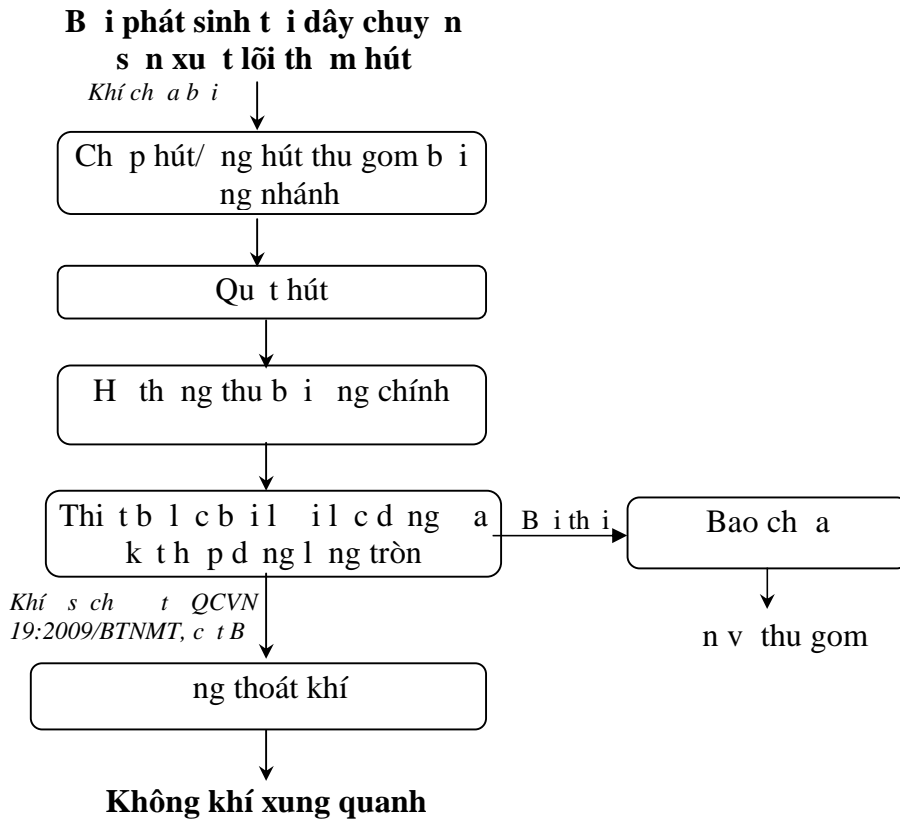 B i phát sinh t i dây chuy n
s n xu t lõi th m hút
Khí ch a b i
Ch p hút/ ng hút thu gom b i
ng nhánh
Qu t hút
H th ng thu b i ng chính
Thi t b l c b i l i l c d ng a
k t h p d ng l ng tròn
B i th i
Bao ch a
Khí s ch t QCVN
19:2009/BTNMT, c t B
n v thu gom
ng thoát khí
Không khí xung quanh